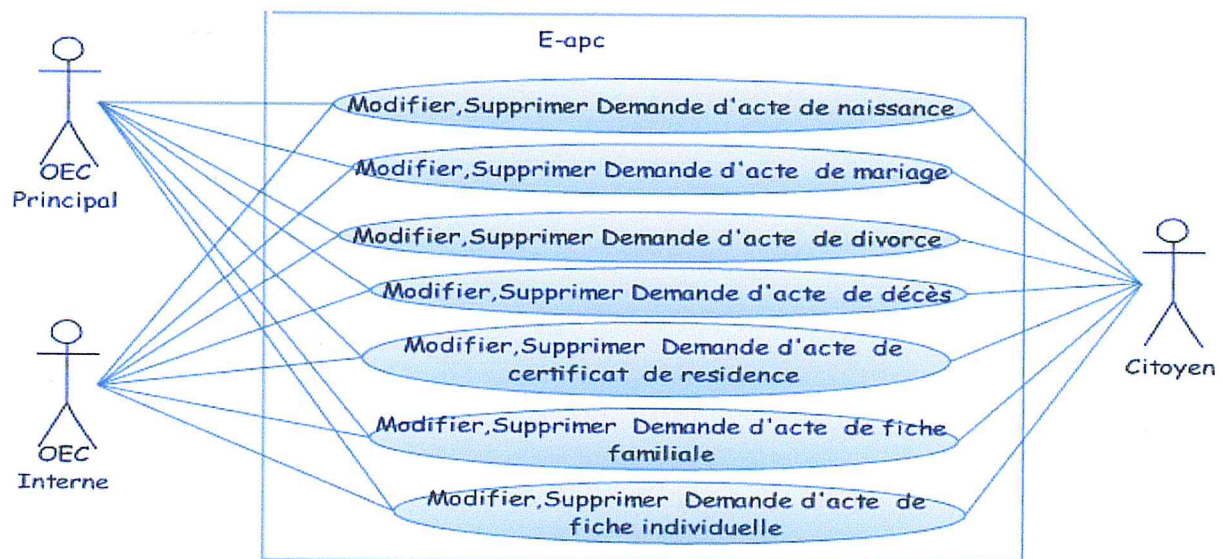 E-apc
OEC
Principal
OEC
Interne
Modifier,Supprimer Demande d'acte de naissance
Modifier,Supprimer Demande d'acte de mariage
Modifier,Supprimer Demande d'acte de divorce
Modifier,Supprimer Demande d'acte de décès
Modifier,Supprimer Demande d'acte de
certificat de residence
Modifier,Supprimer Demande d'acte de fiche
familiale
Modifier,Supprimer Demande d'acte de
fiche individuelle
Citoyen